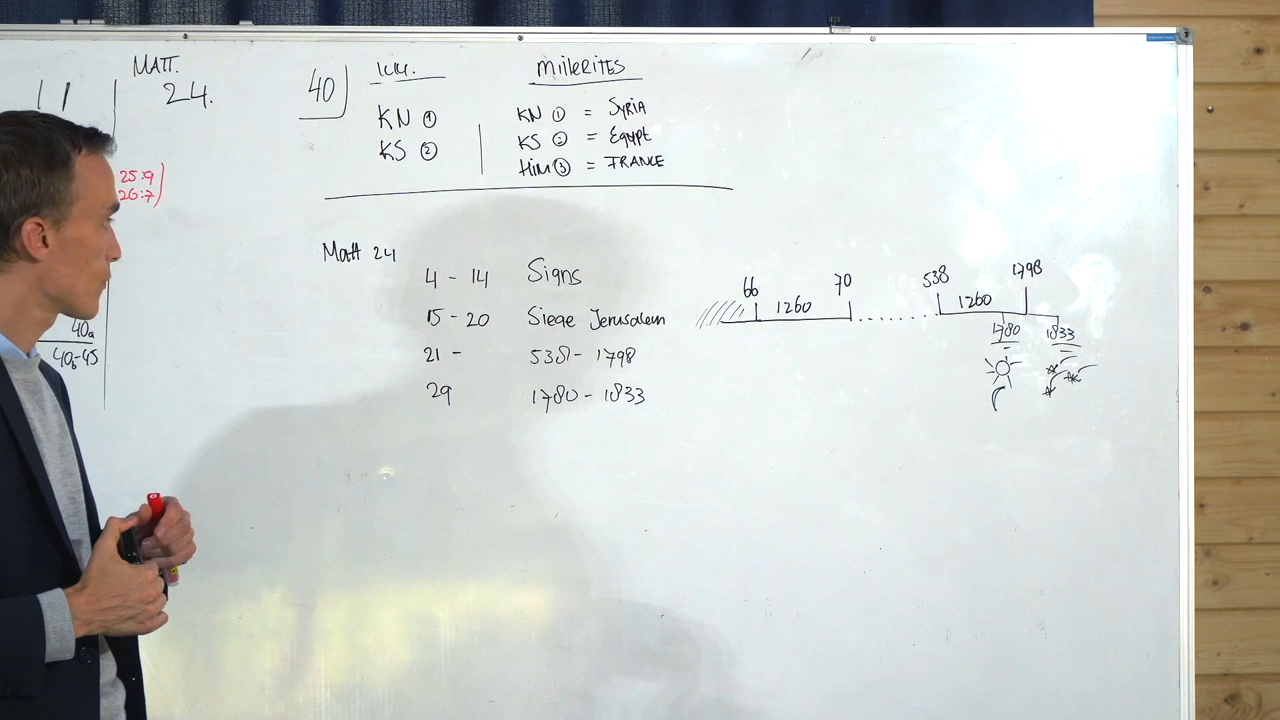 11
MATT.
24.
25:9
26:7)
40a
40b-45
40)
KN ①
KS ②
MillERITES
KN ① = SyRiA
KS ② = Egypt
Him ③ = FRANCE
Matt 24
4 - 14 Signs
15 - 20 Siege Jerusalem
21 - 538 - 1798
29 1780 - 1833
66 70 538 1798
1260 1260
1780 1833